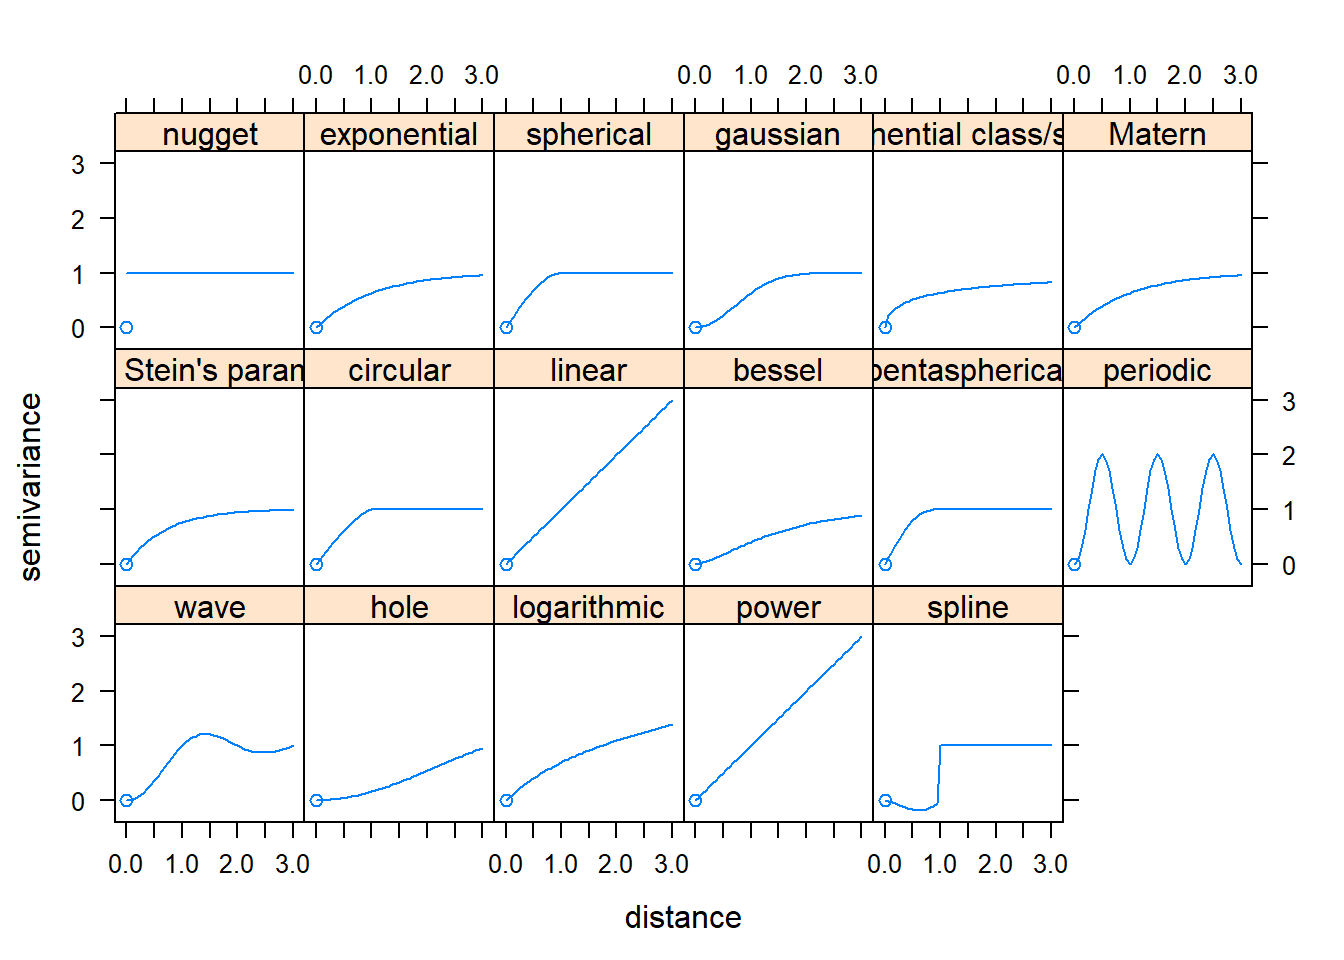 0.0 1.0 2.0 3.0 0.0 1.0 2.0 3.0 0.0 1.0 2.0 3.0
nugget exponential spherical gaussian nential class/s Matern
3
2
1
0
Stein's param circular linear bessel pentaspherica periodic
3
2
1
0
semivariance
wave hole logarithmic power spline
3
2
1
0
0.0 1.0 2.0 3.0 0.0 1.0 2.0 3.0 0.0 1.0 2.0 3.0
distance